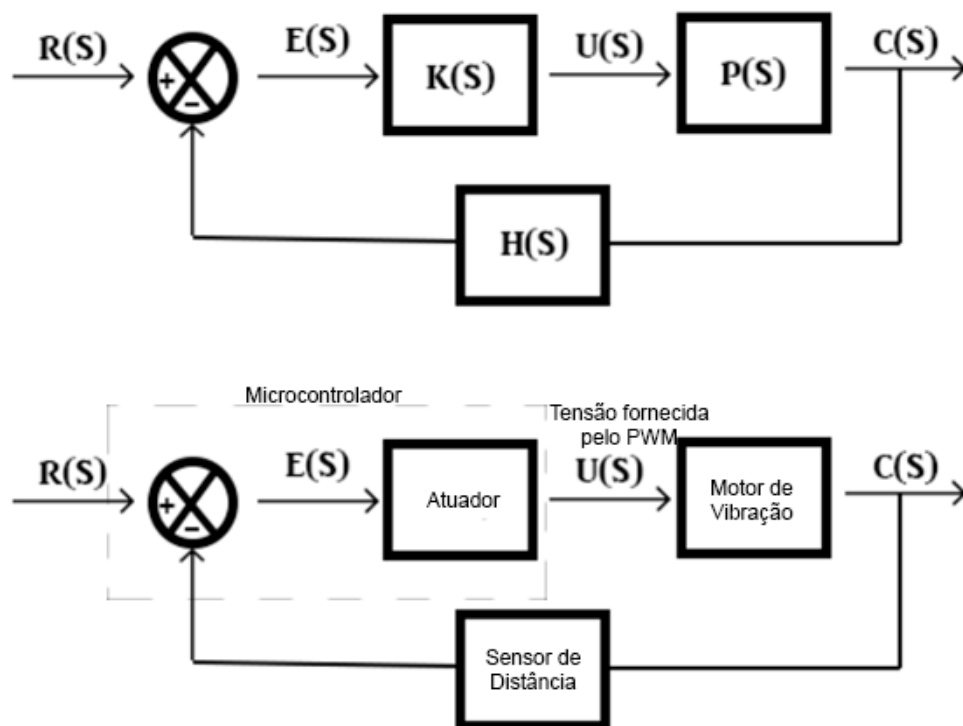 R(S)
E(S)
K(S)
U(S)
P(S)
C(S)
+
−
H(S)
Microcontrolador
Tensão fornecida
pelo PWM
R(S)
E(S)
Atuador
U(S)
Motor de
Vibração
C(S)
+
−
Sensor de
Distância